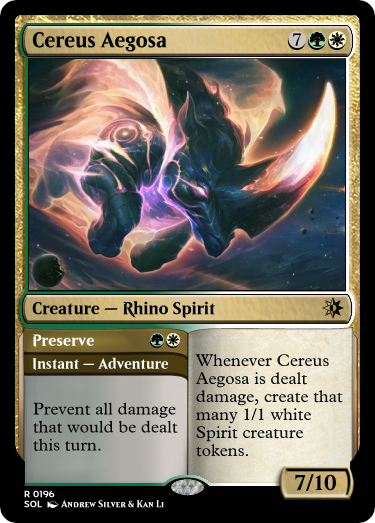 Cereus Aegosa 7
Creature — Rhino Spirit
Preserve
Instant — Adventure
Prevent all damage
that would be dealt
this turn.
Whenever Cereus
Aegosa is dealt
damage, create that
many 1/1 white
Spirit creature
tokens.
7/10
R 0196
SOL Andrew Silver & Kan Li